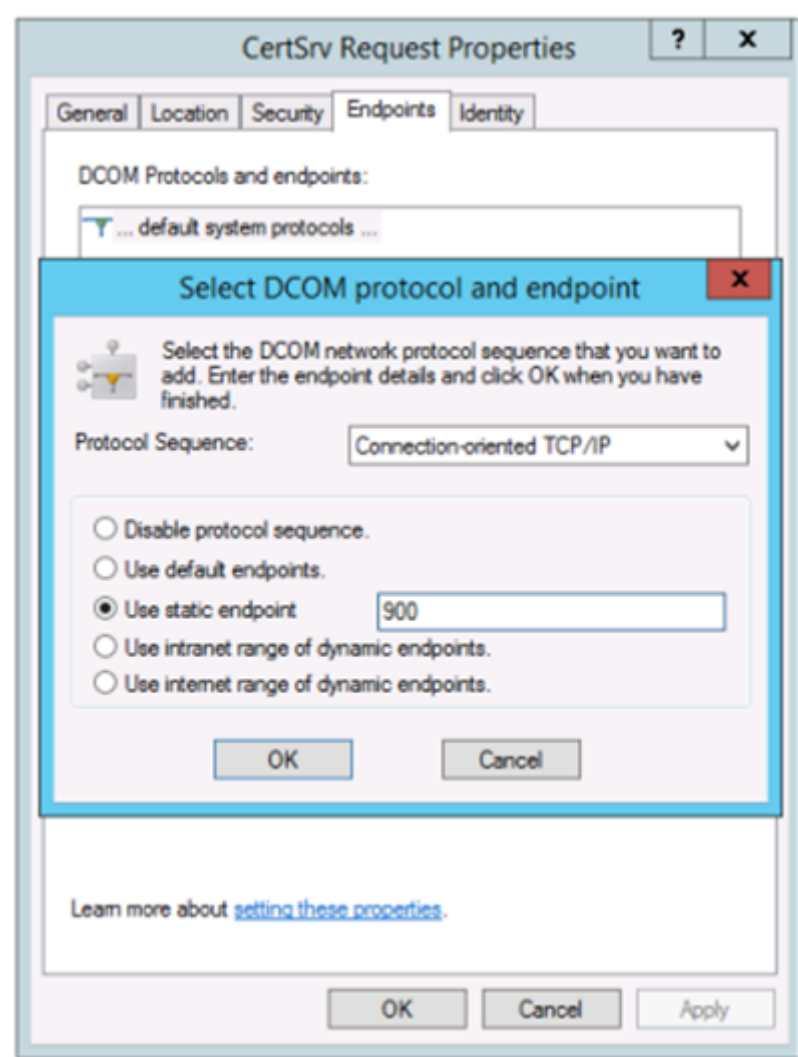 CertSrv Request Properties
?
x
General
Location
Security
Endpoints
Identity
DCOM Protocols and endpoints:
... default system protocols ...
Select DCOM protocol and endpoint
x
Select the DCOM network protocol sequence that you want to
add. Enter the endpoint details and click OK when you have
finished.
Protocol Sequence:
Connection-oriented TCP/IP
Disable protocol sequence.
Use default endpoints.
Use static endpoint
900
Use intranet range of dynamic endpoints.
Use internet range of dynamic endpoints.
OK
Cancel
Learn more about setting these properties.
OK
Cancel
Apply